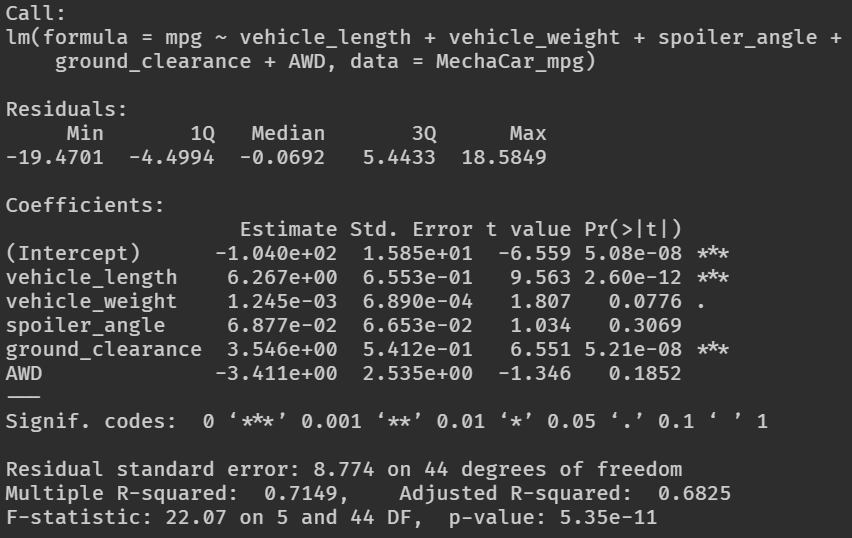 Call:
lm(formula = mpg ~ vehicle_length + vehicle_weight + spoiler_angle +
    ground_clearance + AWD, data = MechaCar_mpg)

Residuals:
     Min       1Q   Median       3Q      Max
-19.4701  -4.4994  -0.0692   5.4433  18.5849

Coefficients:
                   Estimate Std. Error t value Pr(>|t|)
(Intercept)      -1.040e+02  1.585e+01  -6.559 5.08e-08 ***
vehicle_length    6.267e+00  6.553e-01   9.563 2.60e-12 ***
vehicle_weight    1.245e-03  6.890e-04   1.807   0.0776 .
spoiler_angle     6.877e-02  6.653e-02   1.034   0.3069
ground_clearance  3.546e+00  5.412e-01   6.551 5.21e-08 ***
AWD              -3.411e+00  2.535e+00  -1.346   0.1852
---
Signif. codes:  0 ‘***’ 0.001 ‘**’ 0.01 ‘*’ 0.05 ‘.’ 0.1 ‘ ’ 1

Residual standard error: 8.774 on 44 degrees of freedom
Multiple R-squared:  0.7149,    Adjusted R-squared:  0.6825
F-statistic: 22.07 on 5 and 44 DF,  p-value: 5.35e-11